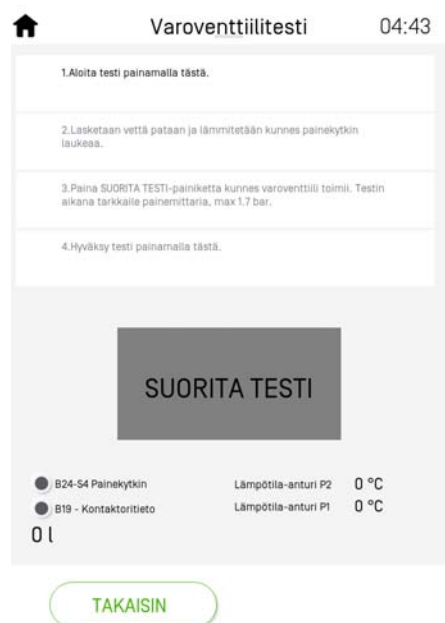 Varoventtiilitesti 04:43
1.Aloita testi painamalla tästä.
2.Lasketaan vettä pataan ja lämmitetään kunnes painekytkin
laukeaa.
3.Paina SUORITA TESTI-painiketta kunnes varoventtiili toimii. Testin
aikana tarkkaile painemittaria, max 1.7 bar.
4.Hyväksy testi painamalla tästä.
SUORITA TESTI
B24-S4 Painekytkin Lämpötila-anturi P2 0 °C
B19 - Kontaktoritieto Lämpötila-anturi P1 0 °C
0 l
TAKAISIN